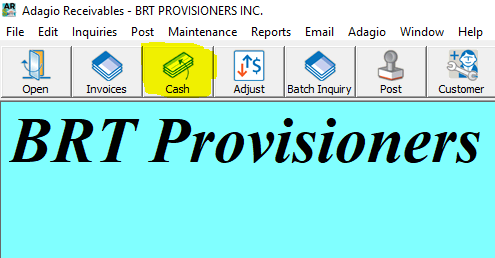 AR
Adagio Receivables - BRT PROVISIONERS INC.
File Edit Inquiries Post Maintenance Reports Email Adagio Window Help
Open Invoices Cash Adjust Batch Inquiry Post Customer
BRT Provisioners